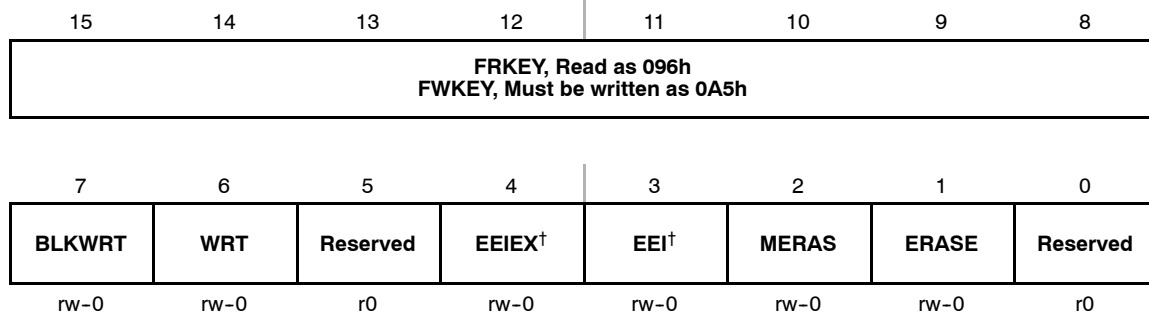 15 14 13 12 11 10 9 8
FRKEY, Read as 096h
FWKEY, Must be written as 0A5h
7 6 5 4 3 2 1 0
BLKWRT WRT Reserved EEIEX† EEI† MERAS ERASE Reserved
rw-0 rw-0 r0 rw-0 rw-0 rw-0 rw-0 r0